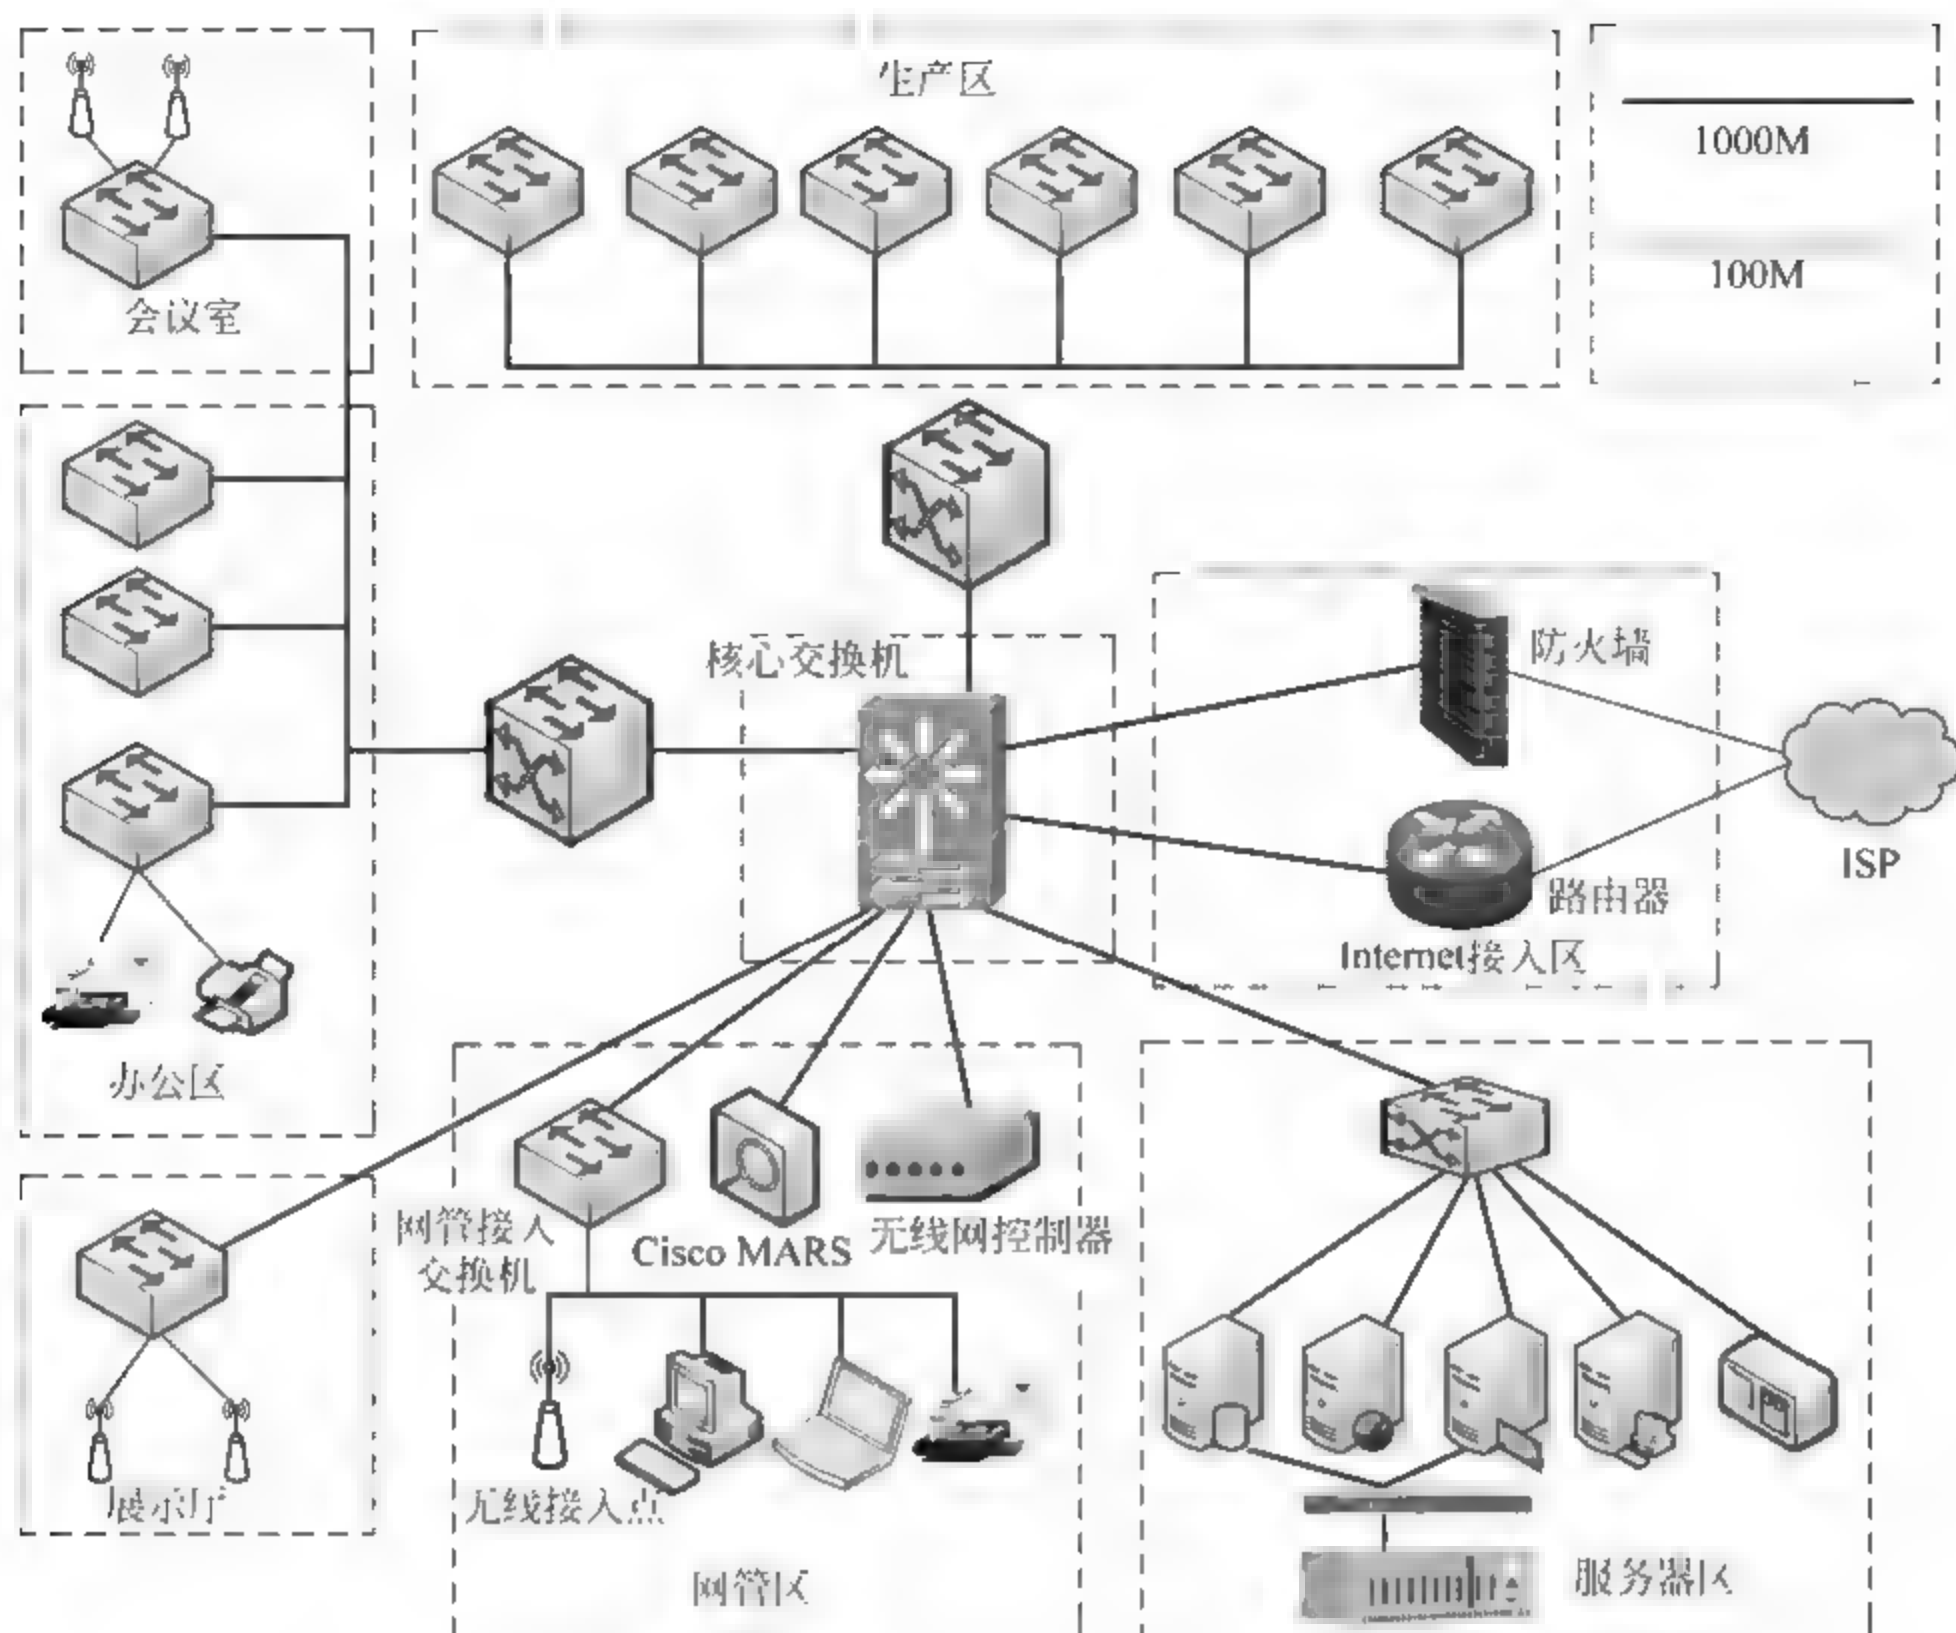 生产区
1000M
100M
会议室
核心交换机
防火墙
ISP
路由器
Internet接入区
办公区
网管接入
交换机
Cisco MARS
无线网控制器
展示厅
无线接入点
网管区
服务器区